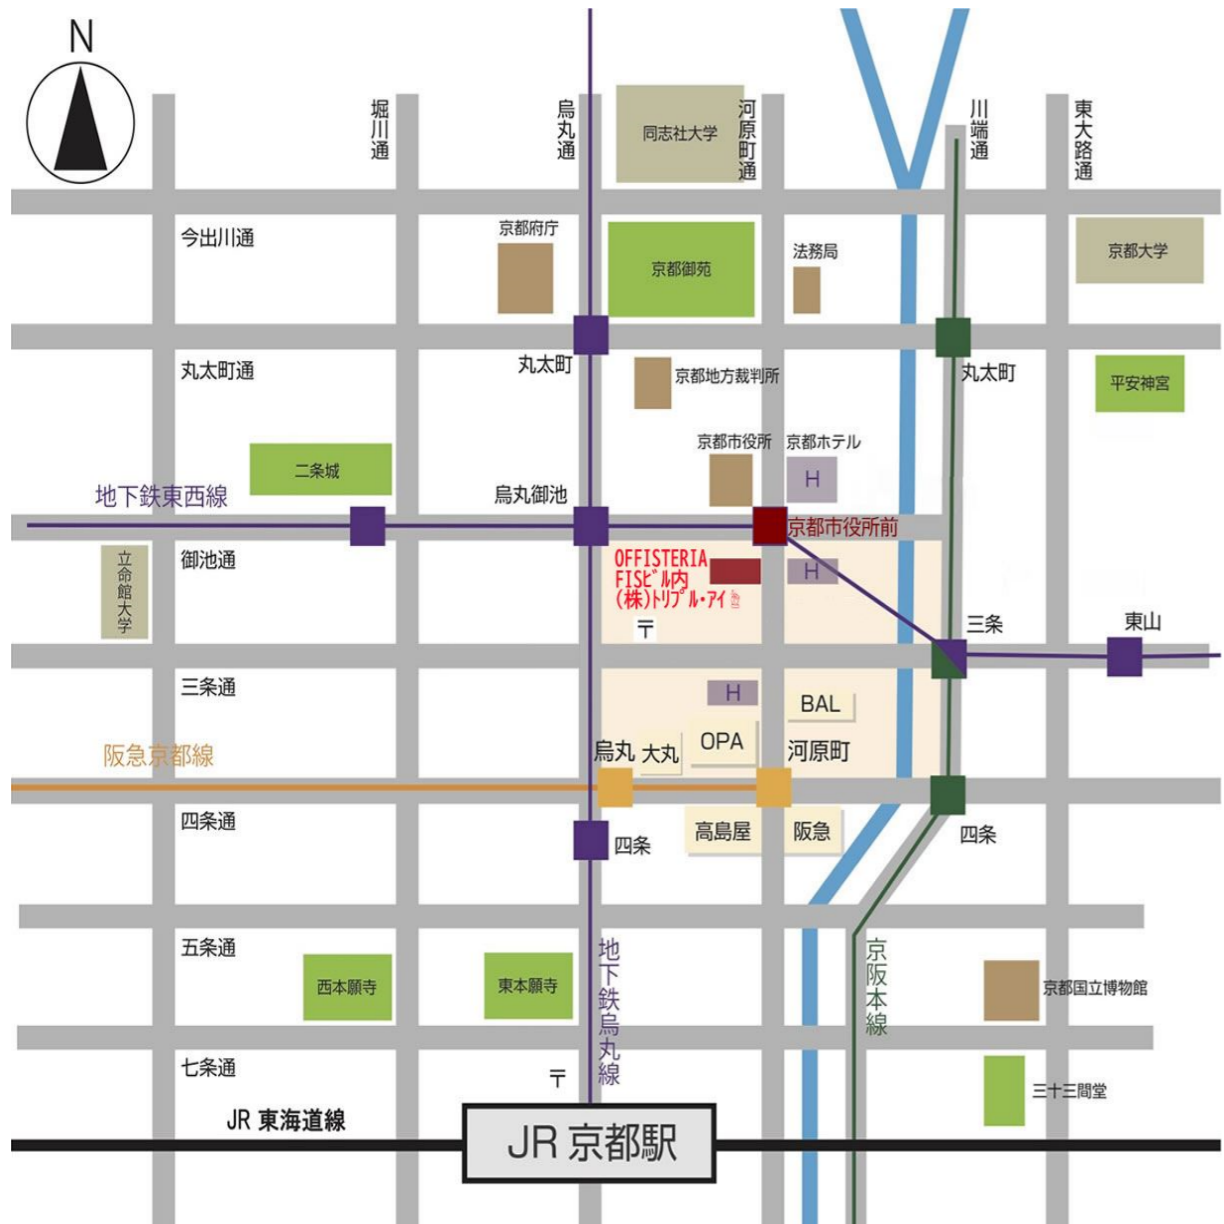 N
堀川通
烏丸通
河原町通
川端通
東大路通
同志社大学
今出川通
京都府庁
京都御苑
法務局
京都大学
丸太町通
丸太町
京都地方裁判所
丸太町
平安神宮
京都市役所
京都ホテル
H
二条城
地下鉄東西線
烏丸御池
京都市役所前
御池通
立命館大学
OFFISTERIA
FISビル内
(株)トリプル・アイ
H
〒
三条
東山
三条通
H
BAL
阪急京都線
烏丸
大丸
OPA
河原町
四条通
四条
高島屋
阪急
四条
五条通
西本願寺
東本願寺
地下鉄烏丸線
京阪本線
京都国立博物館
七条通
〒
三十三間堂
JR 東海道線
JR 京都駅